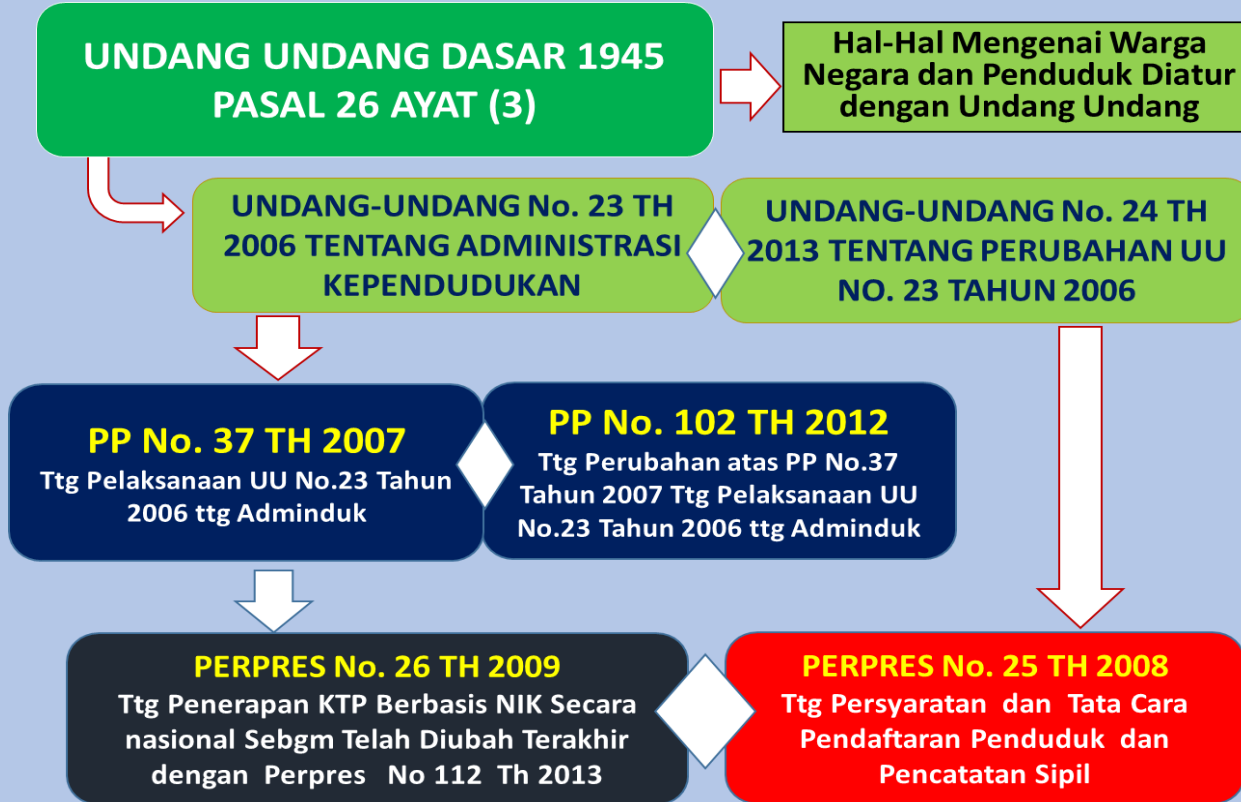 UNDANG UNDANG DASAR 1945
PASAL 26 AYAT (3)
Hal-Hal Mengenai Warga
Negara dan Penduduk Diatur
dengan Undang Undang
UNDANG-UNDANG No. 23 TH
2006 TENTANG ADMINISTRASI
KEPENDUDUKAN
UNDANG-UNDANG No. 24 TH
2013 TENTANG PERUBAHAN UU
NO. 23 TAHUN 2006
PP No. 37 TH 2007
Ttg Pelaksanaan UU No.23 Tahun
2006 ttg Adminduk
PP No. 102 TH 2012
Ttg Perubahan atas PP No.37
Tahun 2007 Ttg Pelaksanaan UU
No.23 Tahun 2006 ttg Adminduk
PERPRES No. 26 TH 2009
Ttg Penerapan KTP Berbasis NIK Secara
nasional Sebgm Telah Diubah Terakhir
dengan Perpres No 112 Th 2013
PERPRES No. 25 TH 2008
Ttg Persyaratan dan Tata Cara
Pendaftaran Penduduk dan
Pencatatan Sipil